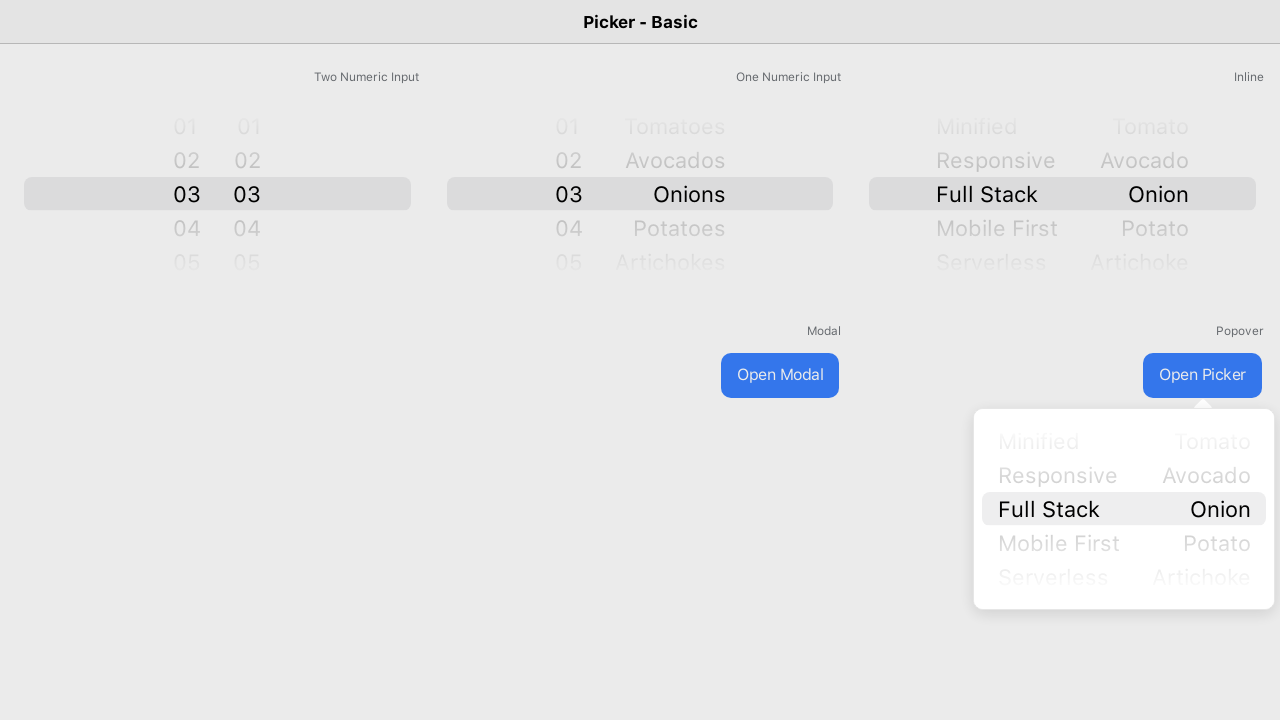 Picker - Basic
Two Numeric Input
01 01
02 02
03 03
04 04
05 05
One Numeric Input
01 Tomatoes
02 Avocados
03 Onions
04 Potatoes
05 Artichokes
Inline
Minified Tomato
Responsive Avocado
Full Stack Onion
Mobile First Potato
Serverless Artichoke
Modal
Open Modal
Popover
Open Picker
Minified Tomato
Responsive Avocado
Full Stack Onion
Mobile First Potato
Serverless Artichoke